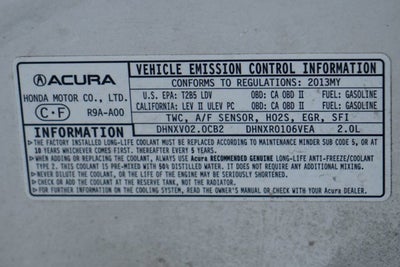 ACURA
HONDA MOTOR CO., LTD.
C·F R9A-A00
VEHICLE EMISSION CONTROL INFORMATION
CONFORMS TO REGULATIONS: 2013MY
U.S. EPA: T2B5 LDV OBD: CA OBD II FUEL: GASOLINE
CALIFORNIA: LEV II ULEV PC OBD: CA OBD II FUEL: GASOLINE
TWC, A/F SENSOR, HO2S, EGR, SFI
DHNXV02.0CB2 DHNXR0106VEA 2.0L
▶THE FACTORY INSTALLED LONG-LIFE COOLANT MUST BE REPLACED ACCORDING TO MAINTENANCE MINDER SUB CODE 5, OR AT
10 YEARS WHICHEVER COMES FIRST, THEREAFTER EVERY 5 YEARS.
▶WHEN ADDING OR REPLACING THE COOLANT, ALWAYS USE Acura RECOMMENDED GENUINE LONG-LIFE ANTI-FREEZE/COOLANT
TYPE 2. THIS COOLANT IS PRE-MIXED WITH 50% DISTILLED WATER. IT DOES NOT REQUIRE ANY ADDITIONAL MIXING.
▶NEVER DILUTE THE COOLANT, OR THE LIFE OF THE ENGINE MAY BE SERIOUSLY SHORTENED.
▶CHECK OR ADD THE COOLANT AT THE RESERVE TANK, NOT THE RADIATOR.
▶FOR FURTHER INSTRUCTIONS ON CHECKING THE COOLANT, READ THE OWNER'S MANUAL OR CHECK WITH YOUR Acura DEALER.